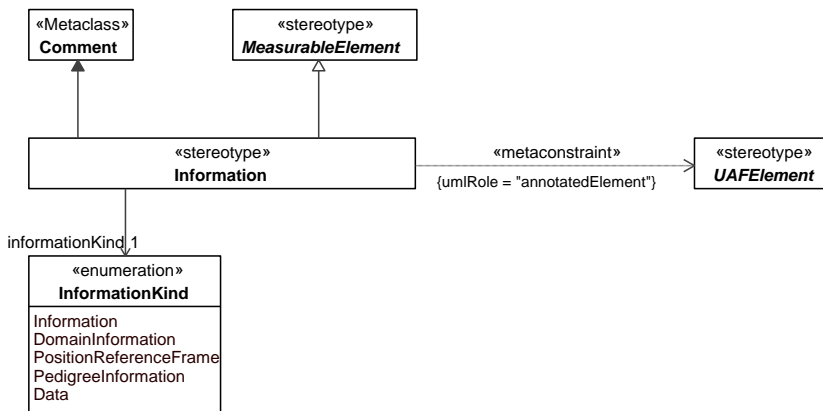 «Metaclass»
Comment
«stereotype»
MeasurableElement
«stereotype»
Information
«metaconstraint»
{umlRole = "annotatedElement"}
«stereotype»
UAFElement
informationKind 1
«enumeration»
InformationKind
Information
DomainInformation
PositionReferenceFrame
PedigreeInformation
Data